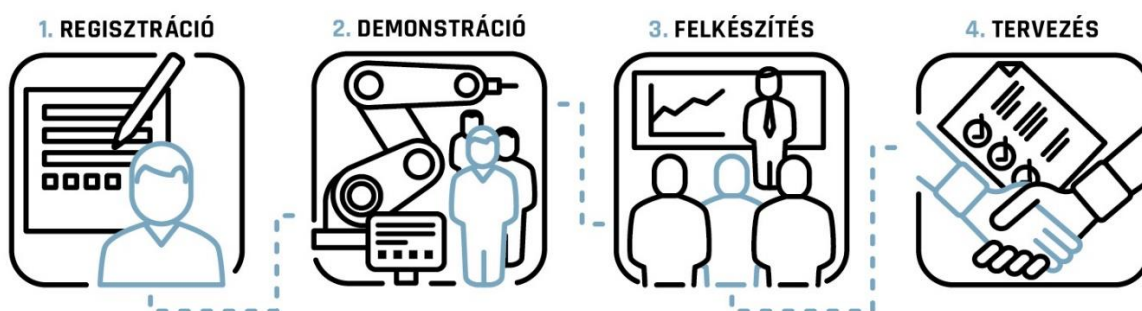 1. REGISZTRÁCIÓ
2. DEMONSTRÁCIÓ
3. FELKÉSZÍTÉS
4. TERVEZÉS